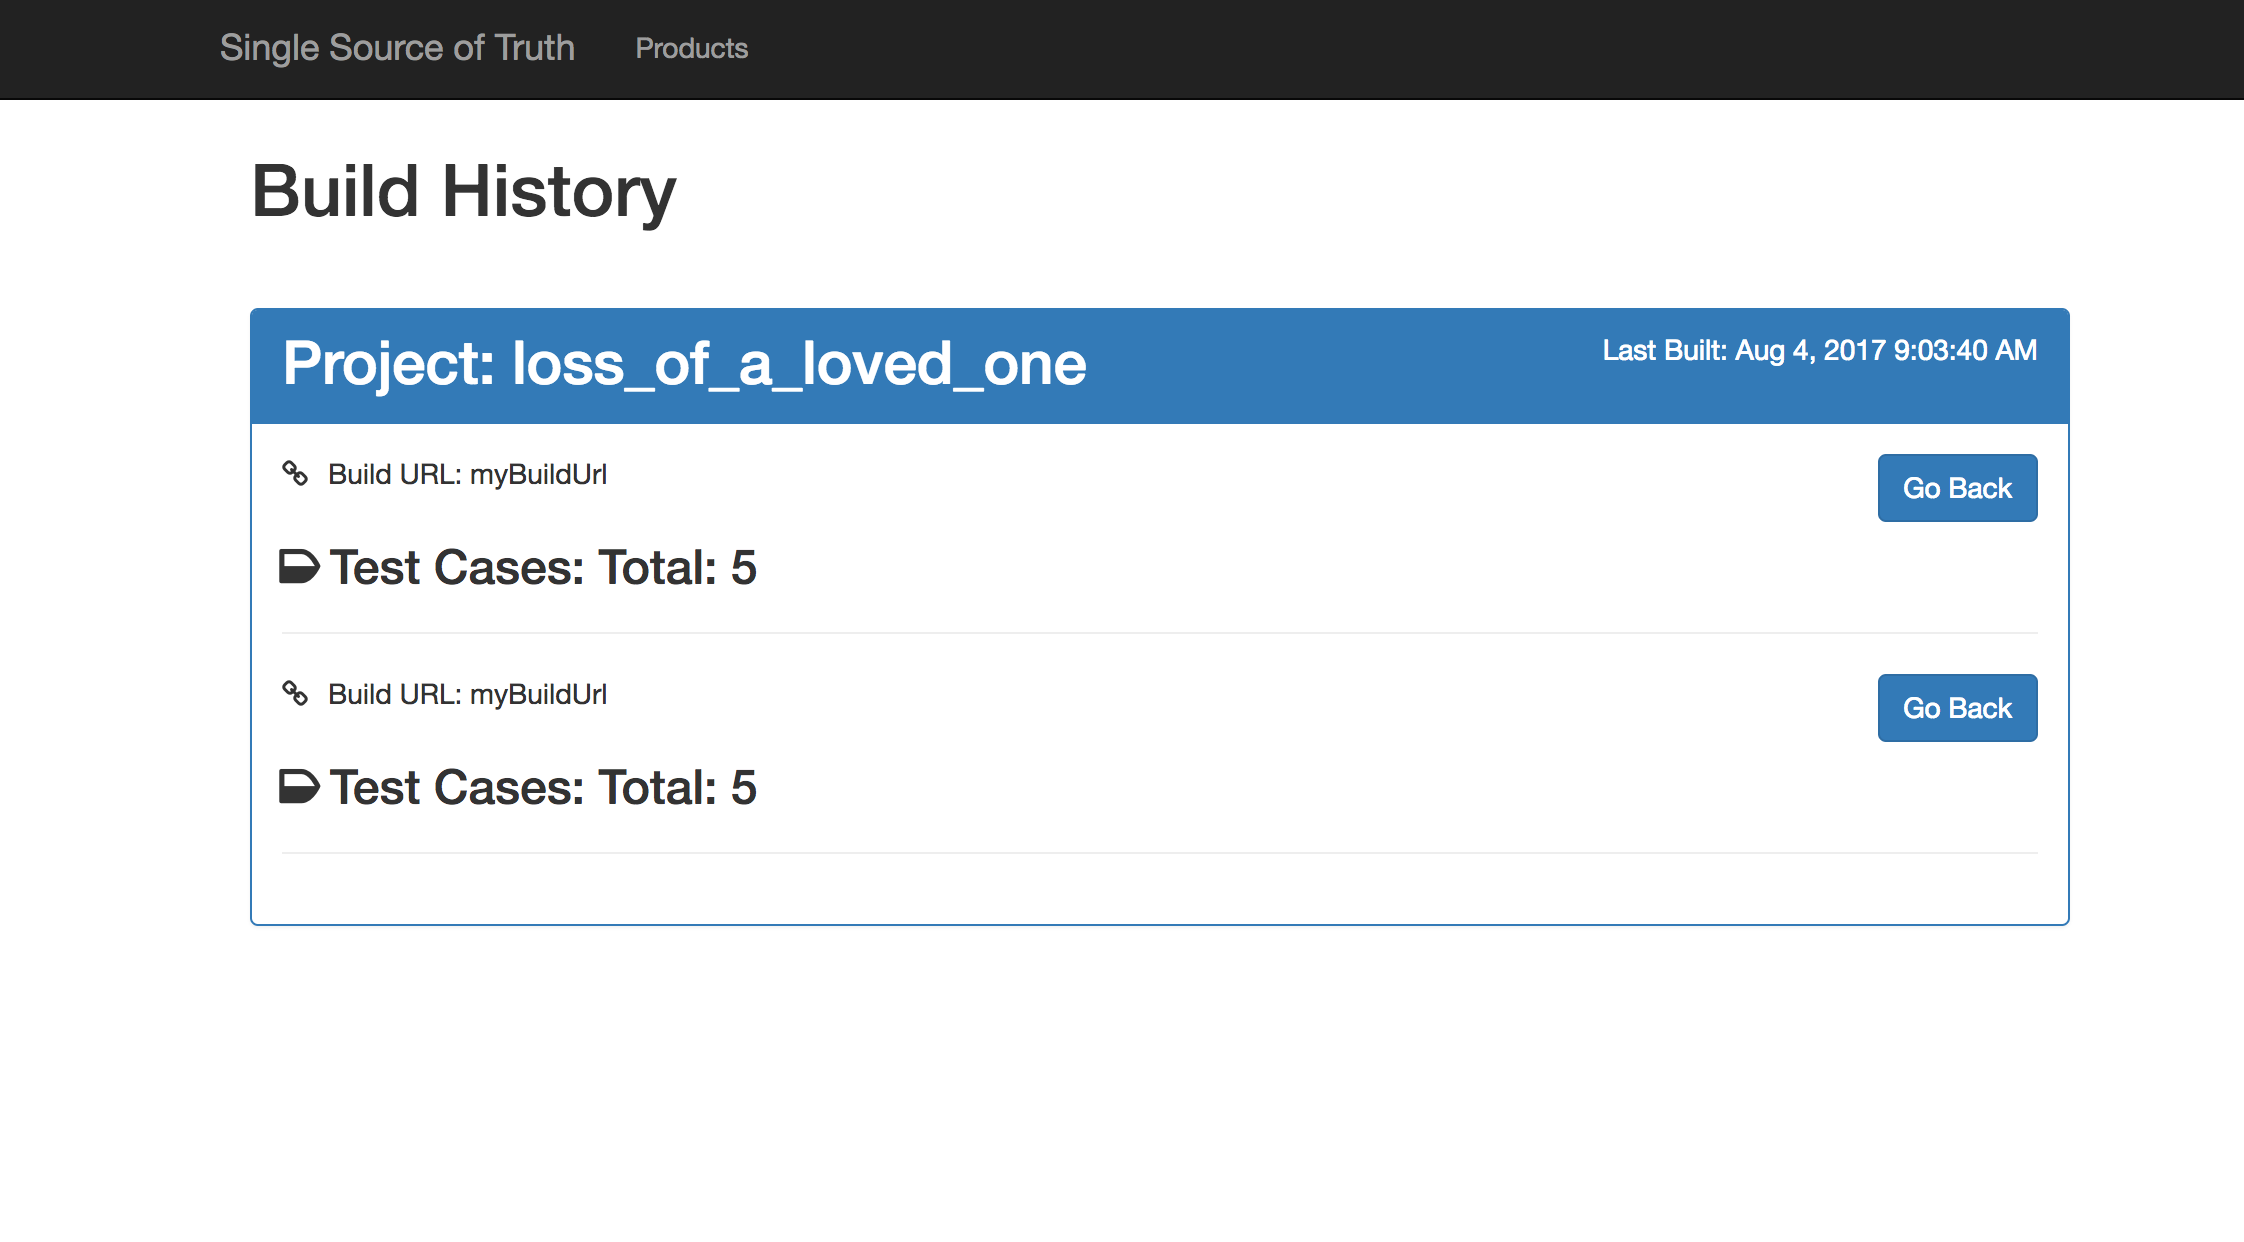 Single Source of Truth Products
Build History
Project: loss_of_a_loved_one Last Built: Aug 4, 2017 9:03:40 AM
Build URL: myBuildUrl Go Back
Test Cases: Total: 5
Build URL: myBuildUrl Go Back
Test Cases: Total: 5